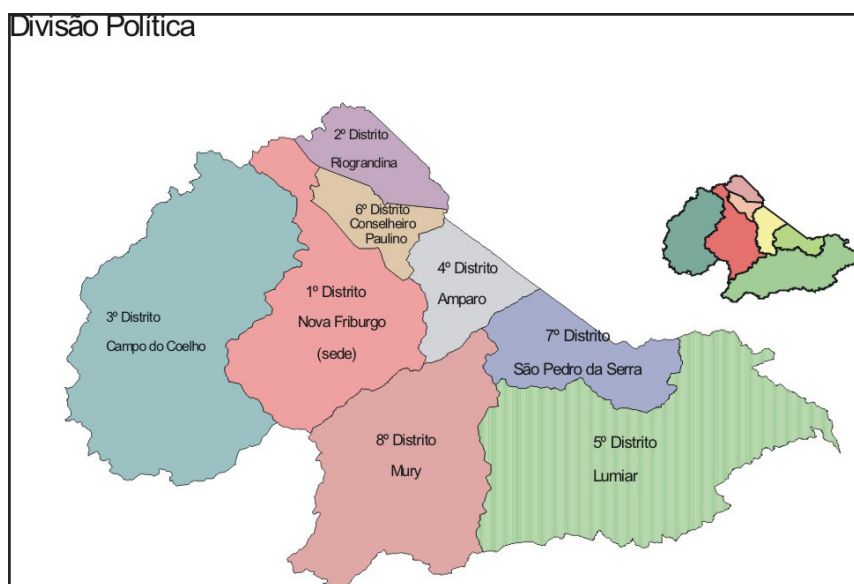 Divisão Política
2º Distrito
Riograndina
6º Distrito
Conselheiro
Paulino
4º Distrito
Amparo
1º Distrito
Nova Friburgo
(sede)
3º Distrito
Campo do Coelho
7º Distrito
São Pedro da Serra
8º Distrito
Mury
5º Distrito
Lumiar